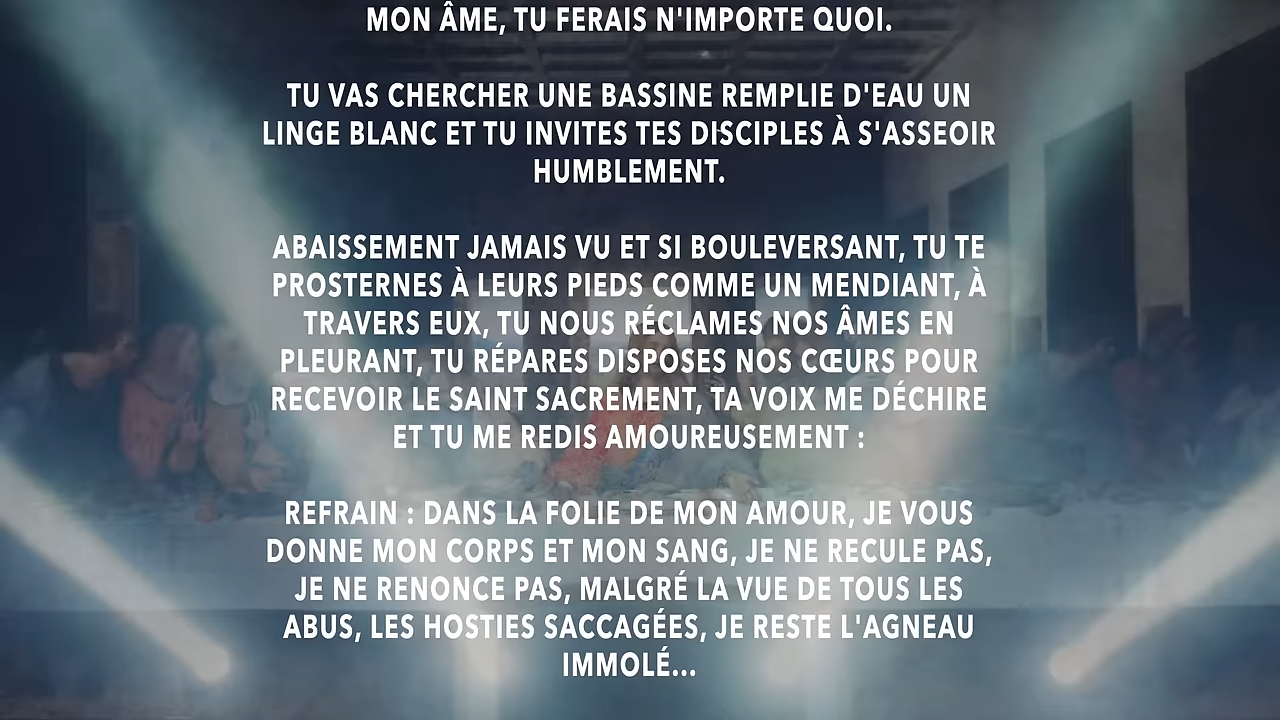 MON ÂME, TU FERAIS N'IMPORTE QUOI.
TU VAS CHERCHER UNE BASSINE REMPLIE D'EAU UN
LINGE BLANC ET TU INVITES TES DISCIPLES À S'ASSEOIR
HUMBLEMENT.
ABAISSEMENT JAMAIS VU ET SI BOULEVERSANT, TU TE
PROSTERNES À LEURS PIEDS COMME UN MENDIANT, À
TRAVERS EUX, TU NOUS RÉCLAMES NOS ÂMES EN
PLEURANT, TU RÉPARES DISPOSES NOS CŒURS POUR
RECEVOIR LE SAINT SACREMENT, TA VOIX ME DÉCHIRE
ET TU ME REDIS AMOUREUSEMENT :
REFRAIN : DANS LA FOLIE DE MON AMOUR, JE VOUS
DONNE MON CORPS ET MON SANG, JE NE RECULE PAS,
JE NE RENONCE PAS, MALGRÉ LA VUE DE TOUS LES
ABUS, LES HOSTIES SACCAGÉES, JE RESTE L'AGNEAU
IMMOLÉ...